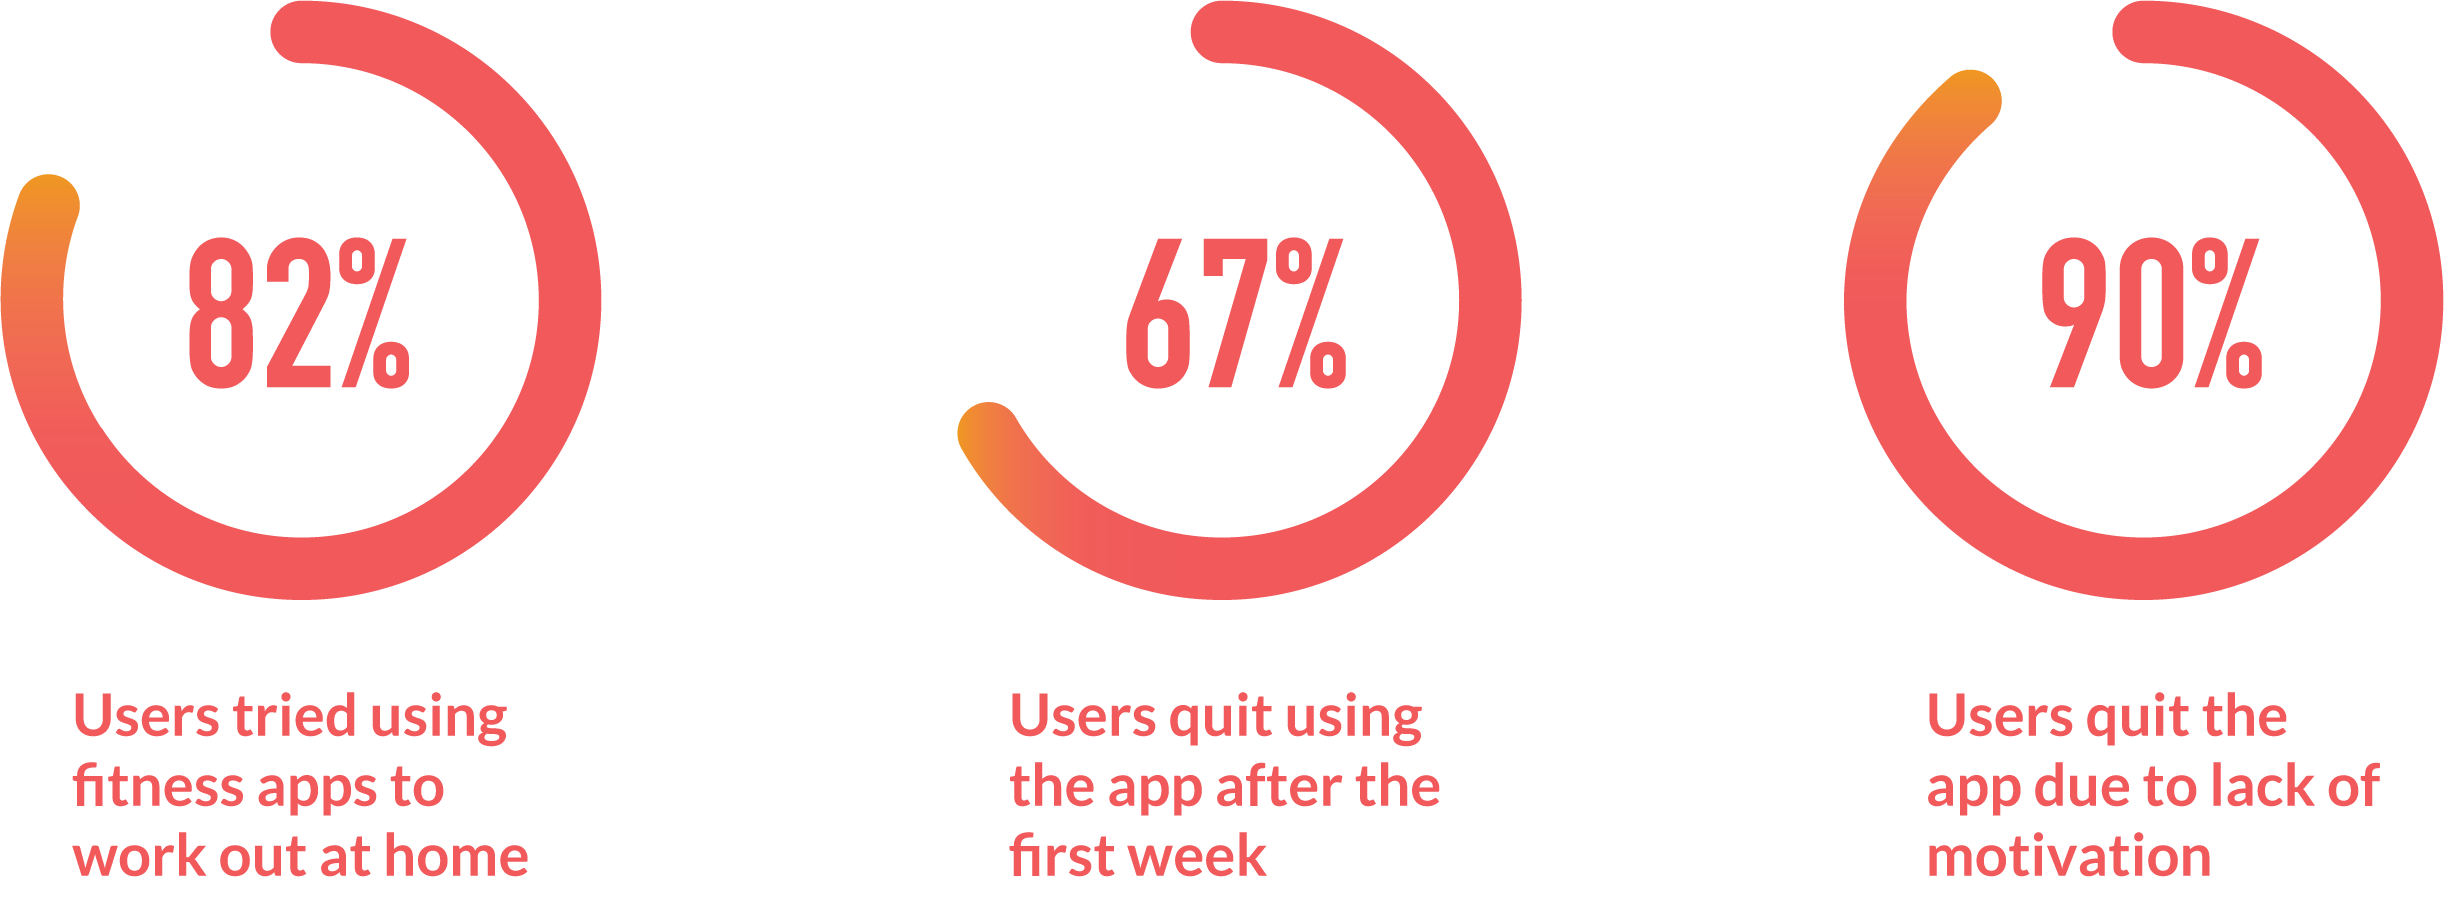 82%
Users tried using
fitness apps to
work out at home
67%
Users quit using
the app after the
first week
90%
Users quit the
app due to lack of
motivation